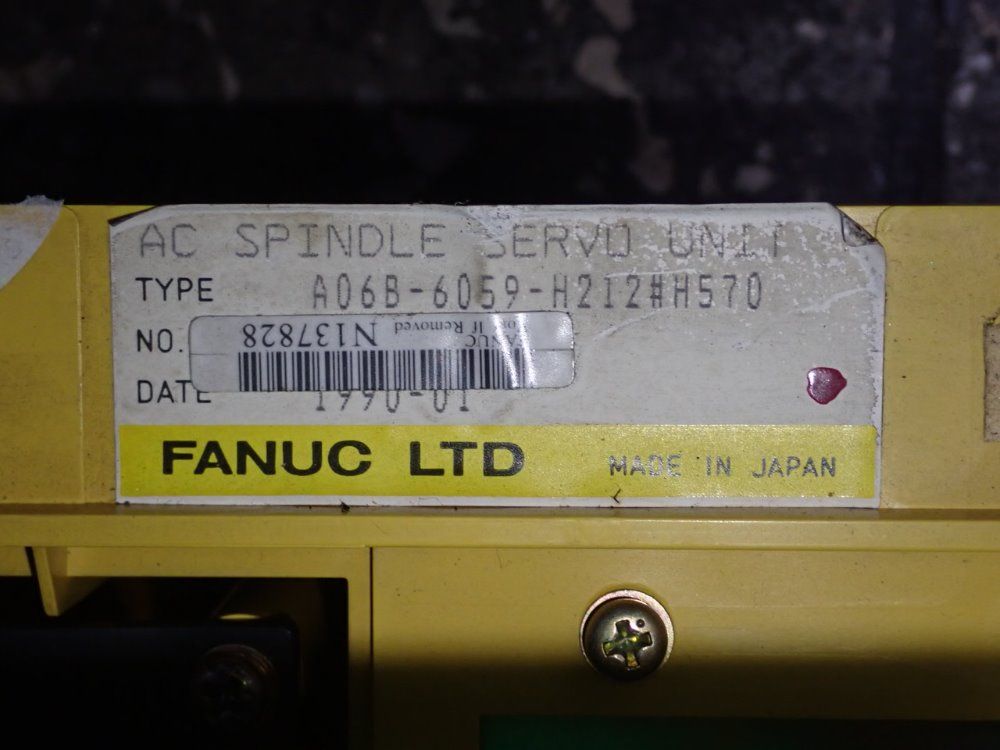 AC SPINDLE SERVO UNIT
TYPE A06B-6059-H212#H570
NO.
N137828
FANUC
If Removed
DATE 1990-01
FANUC LTD MADE IN JAPAN